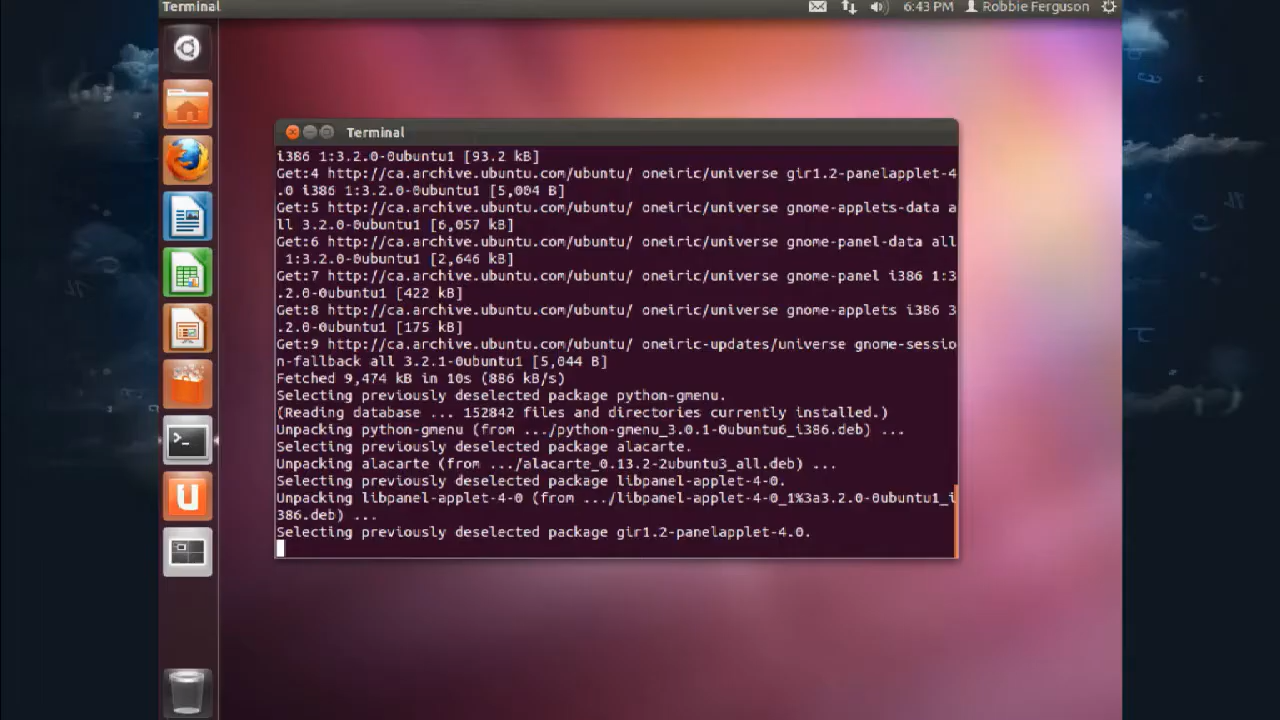 Terminal
6:43 PM
Robbie Ferguson
Terminal
i386 1:3.2.0-0ubuntu1 [93.2 kB]
Get:4 http://ca.archive.ubuntu.com/ubuntu/ oneiric/universe gir1.2-panelapplet-4
.0 i386 1:3.2.0-0ubuntu1 [5,004 B]
Get:5 http://ca.archive.ubuntu.com/ubuntu/ oneiric/universe gnome-applets-data a
ll 3.2.0-0ubuntu1 [6,057 kB]
Get:6 http://ca.archive.ubuntu.com/ubuntu/ oneiric/universe gnome-panel-data all
1:3.2.0-0ubuntu1 [2,646 kB]
Get:7 http://ca.archive.ubuntu.com/ubuntu/ oneiric/universe gnome-panel i386 1:3
.2.0-0ubuntu1 [422 kB]
Get:8 http://ca.archive.ubuntu.com/ubuntu/ oneiric/universe gnome-applets i386 3
.2.0-0ubuntu1 [175 kB]
Get:9 http://ca.archive.ubuntu.com/ubuntu/ oneiric-updates/universe gnome-sessio
n-fallback all 3.2.1-0ubuntu1 [5,044 B]
Fetched 9,474 kB in 10s (886 kB/s)
Selecting previously deselected package python-gmenu.
(Reading database ... 152842 files and directories currently installed.)
Unpacking python-gmenu (from .../python-gmenu_3.0.1-0ubuntu6_i386.deb) ...
Selecting previously deselected package alacarte.
Unpacking alacarte (from .../alacarte_0.13.2-2ubuntu3_all.deb) ...
Selecting previously deselected package libpanel-applet-4-0.
Unpacking libpanel-applet-4-0 (from .../libpanel-applet-4-0_1%3a3.2.0-0ubuntu1_i
386.deb) ...
Selecting previously deselected package gir1.2-panelapplet-4.0.